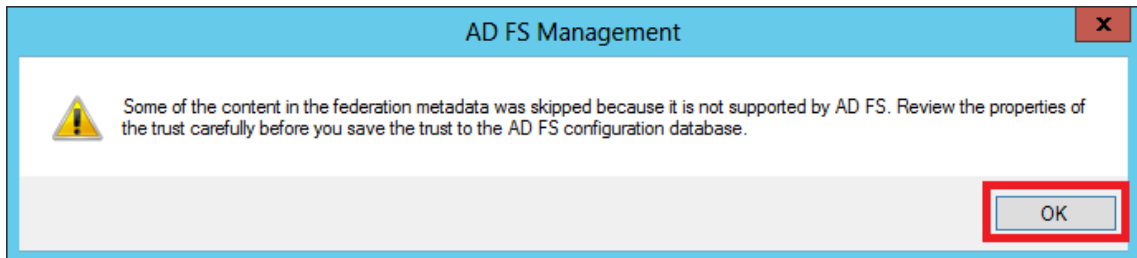 AD FS Management
x
Some of the content in the federation metadata was skipped because it is not supported by AD FS. Review the properties of
the trust carefully before you save the trust to the AD FS configuration database.
OK